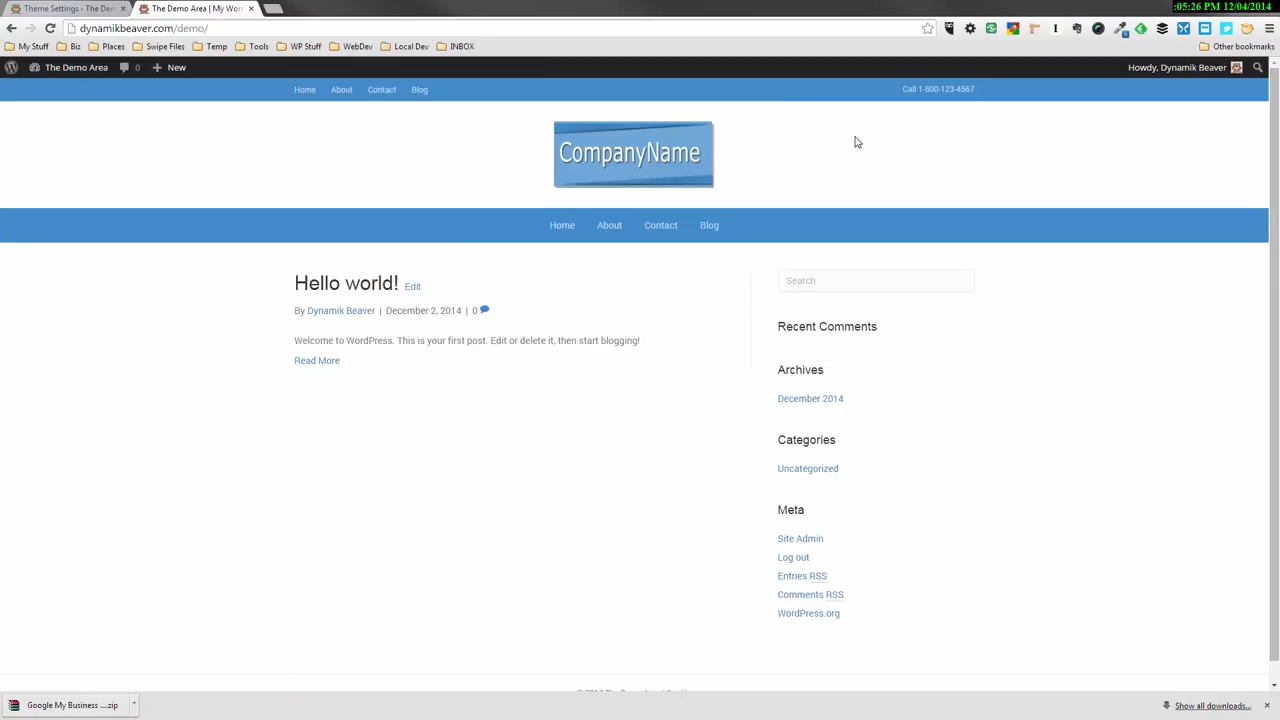 :05:26 PM 12/04/2014
Theme Settings ‹ The De
The Demo Area | My Wor
dynamikbeaver.com/demo/
My Stuff Biz Places Swipe Files Temp Tools WP Stuff WebDev Local Dev INBOX Other bookmarks
The Demo Area 0 New Howdy, Dynamik Beaver
Home About Contact Blog Call 1-800-123-4567
CompanyName
Home About Contact Blog
Hello world! Edit
By Dynamik Beaver | December 2, 2014 | 0
Welcome to WordPress. This is your first post. Edit or delete it, then start blogging!
Read More
Search
Recent Comments
Archives
December 2014
Categories
Uncategorized
Meta
Site Admin
Log out
Entries RSS
Comments RSS
WordPress.org
Google My Business ....zip
Show all downloads...